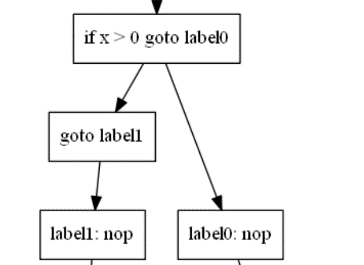 if x > 0 goto label0
goto label1
label1: nop
label0: nop